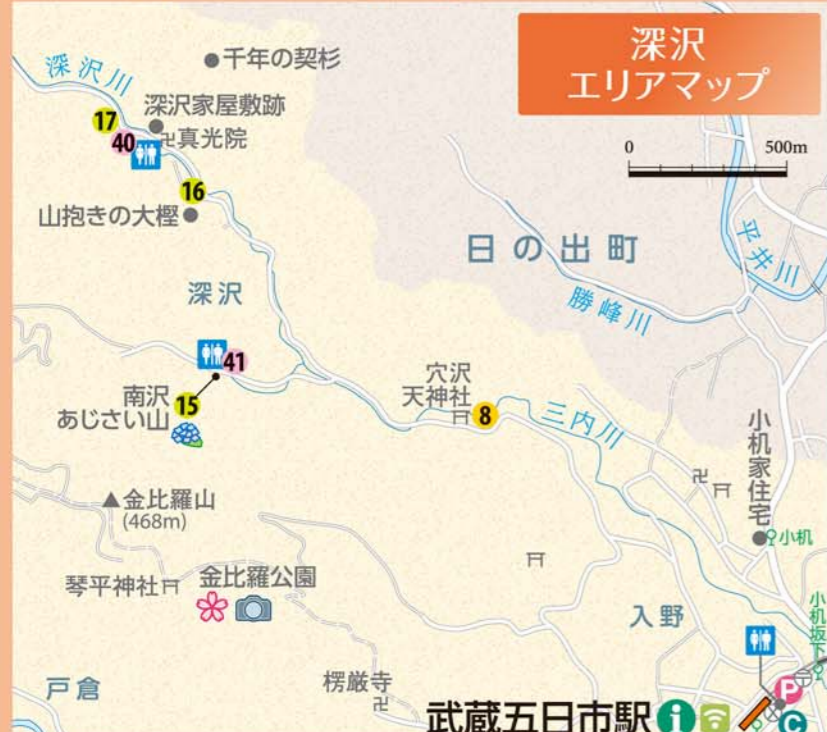 深沢
エリアマップ
0 500m
千年の契杉
深沢川
深沢家屋敷跡
17
卍真光院
40
16
山抱きの大樫
日の出町
平井川
勝峰川
深沢
41
穴沢
天神社
南沢
あじさい山
15
8
三内川
小机家住宅
小机
金比羅山
(468m)
琴平神社
金比羅公園
入野
小机坂下
戸倉
楞厳寺
卍
卍
武蔵五日市駅
i
P
C